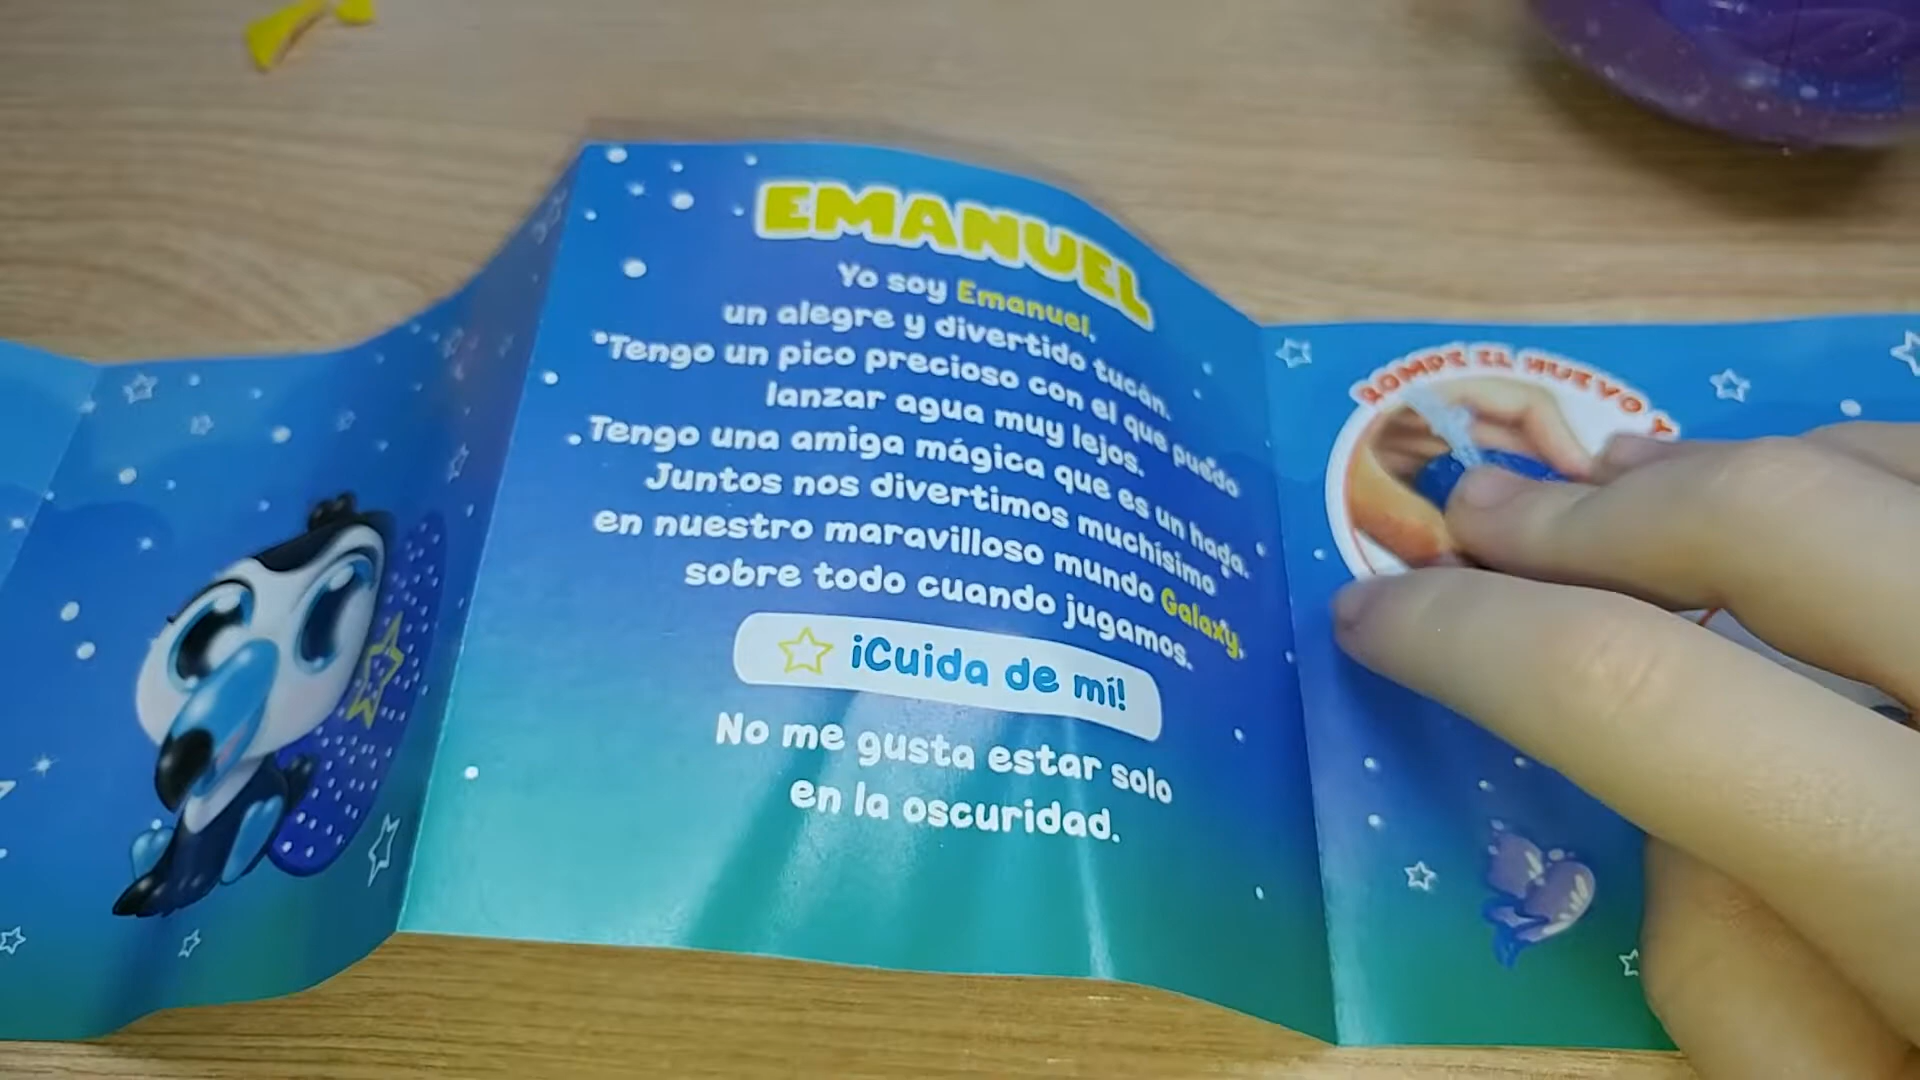 EMANUEL
Yo soy Emanuel,
un alegre y divertido tucán.
Tengo un pico precioso con el que puedo
lanzar agua muy lejos.
Tengo una amiga mágica que es un hada.
Juntos nos divertimos muchísimo
en nuestro maravilloso mundo Galaxy,
sobre todo cuando jugamos.
¡Cuida de mí!
No me gusta estar solo
en la oscuridad.
ROMPE EL HUEVO Y